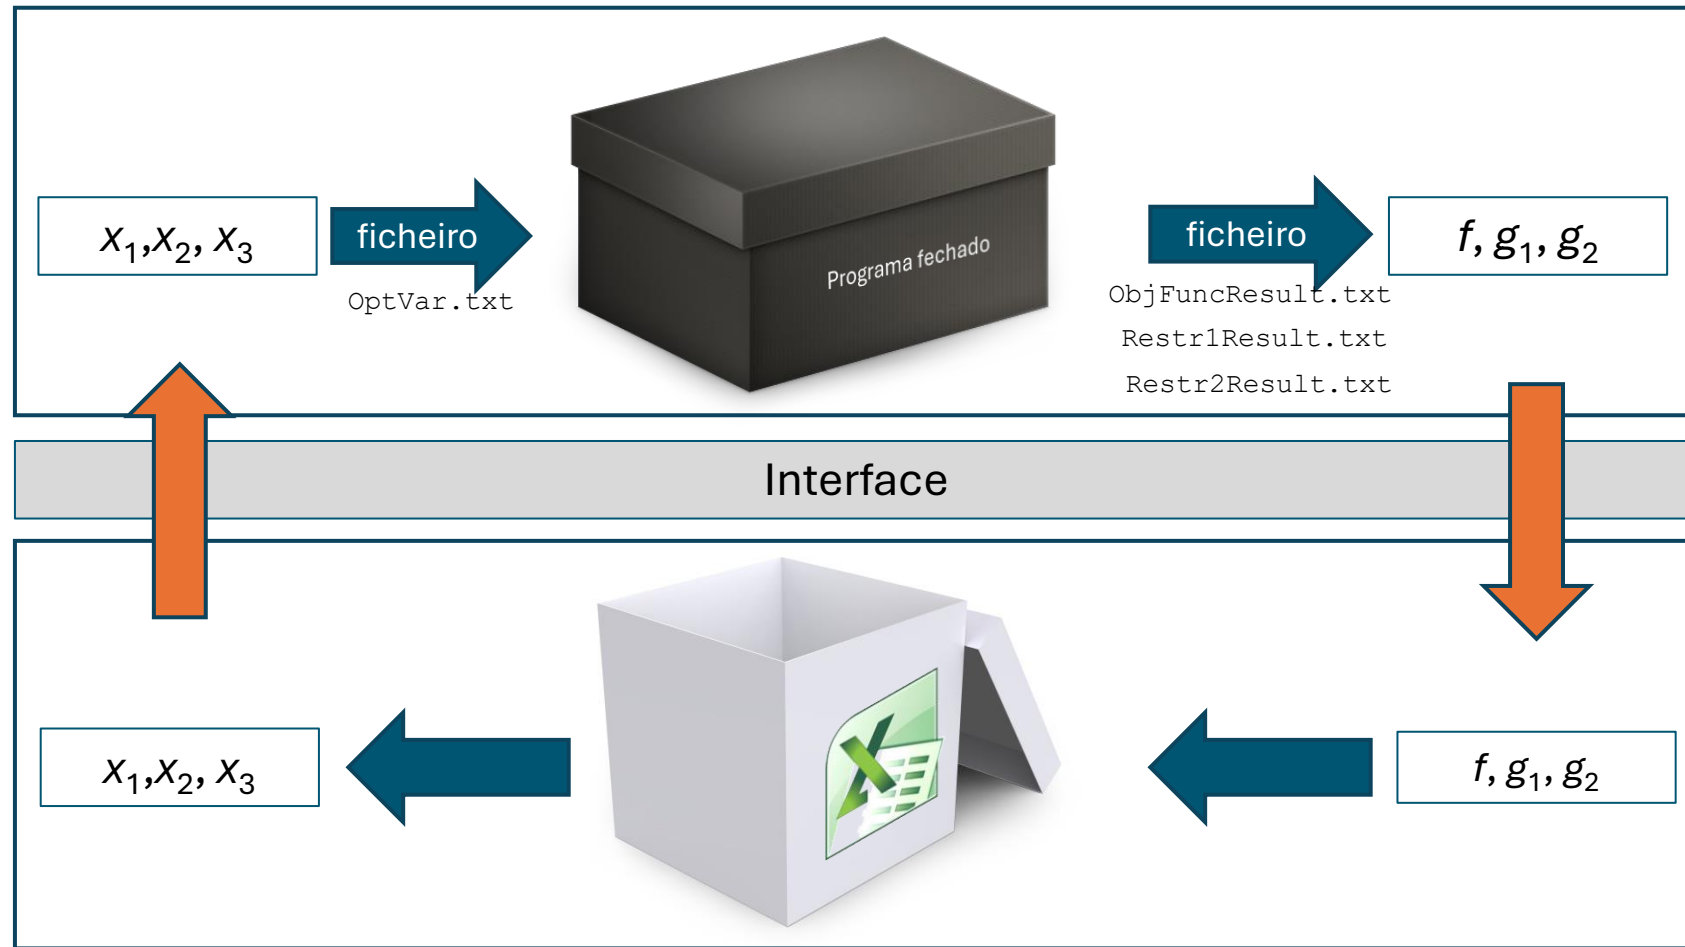 x₁,x₂, x₃
ficheiro
OptVar.txt
Programa fechado
ficheiro
ObjFuncResult.txt
Restr1Result.txt
Restr2Result.txt
f, g₁, g₂
Interface
x₁,x₂, x₃
f, g₁, g₂